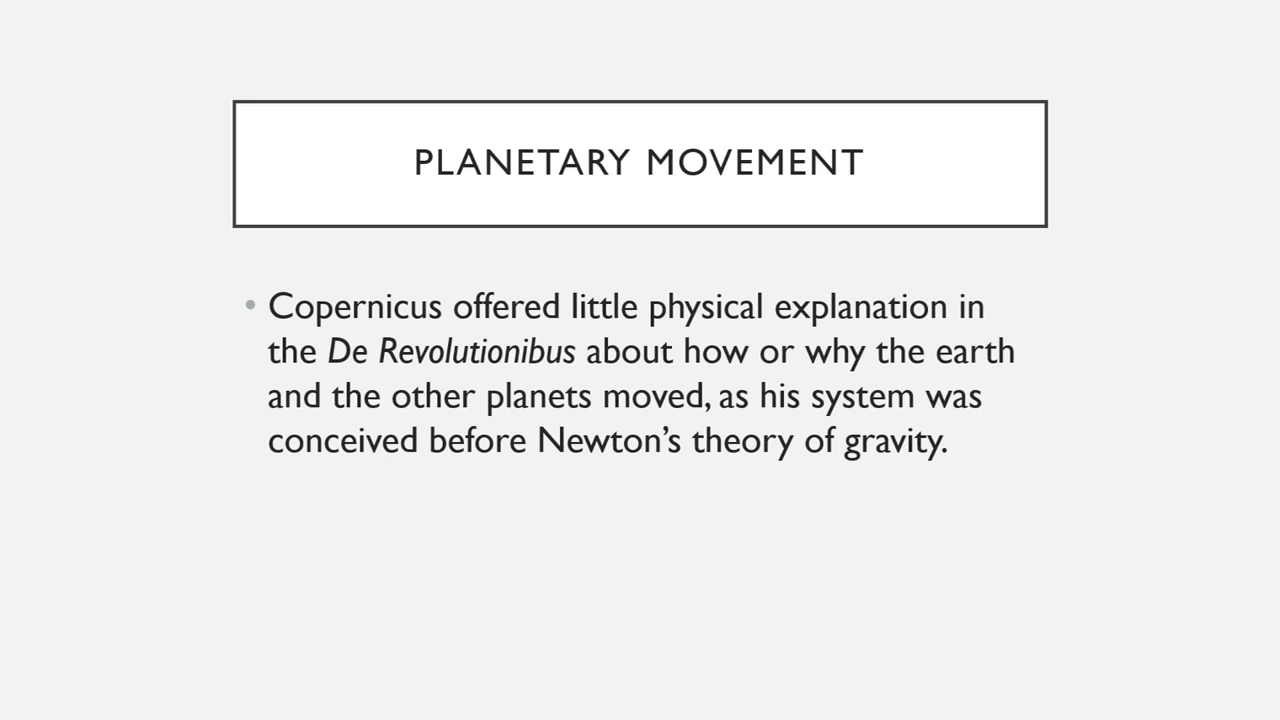 PLANETARY MOVEMENT
• Copernicus offered little physical explanation in
the De Revolutionibus about how or why the earth
and the other planets moved, as his system was
conceived before Newton’s theory of gravity.